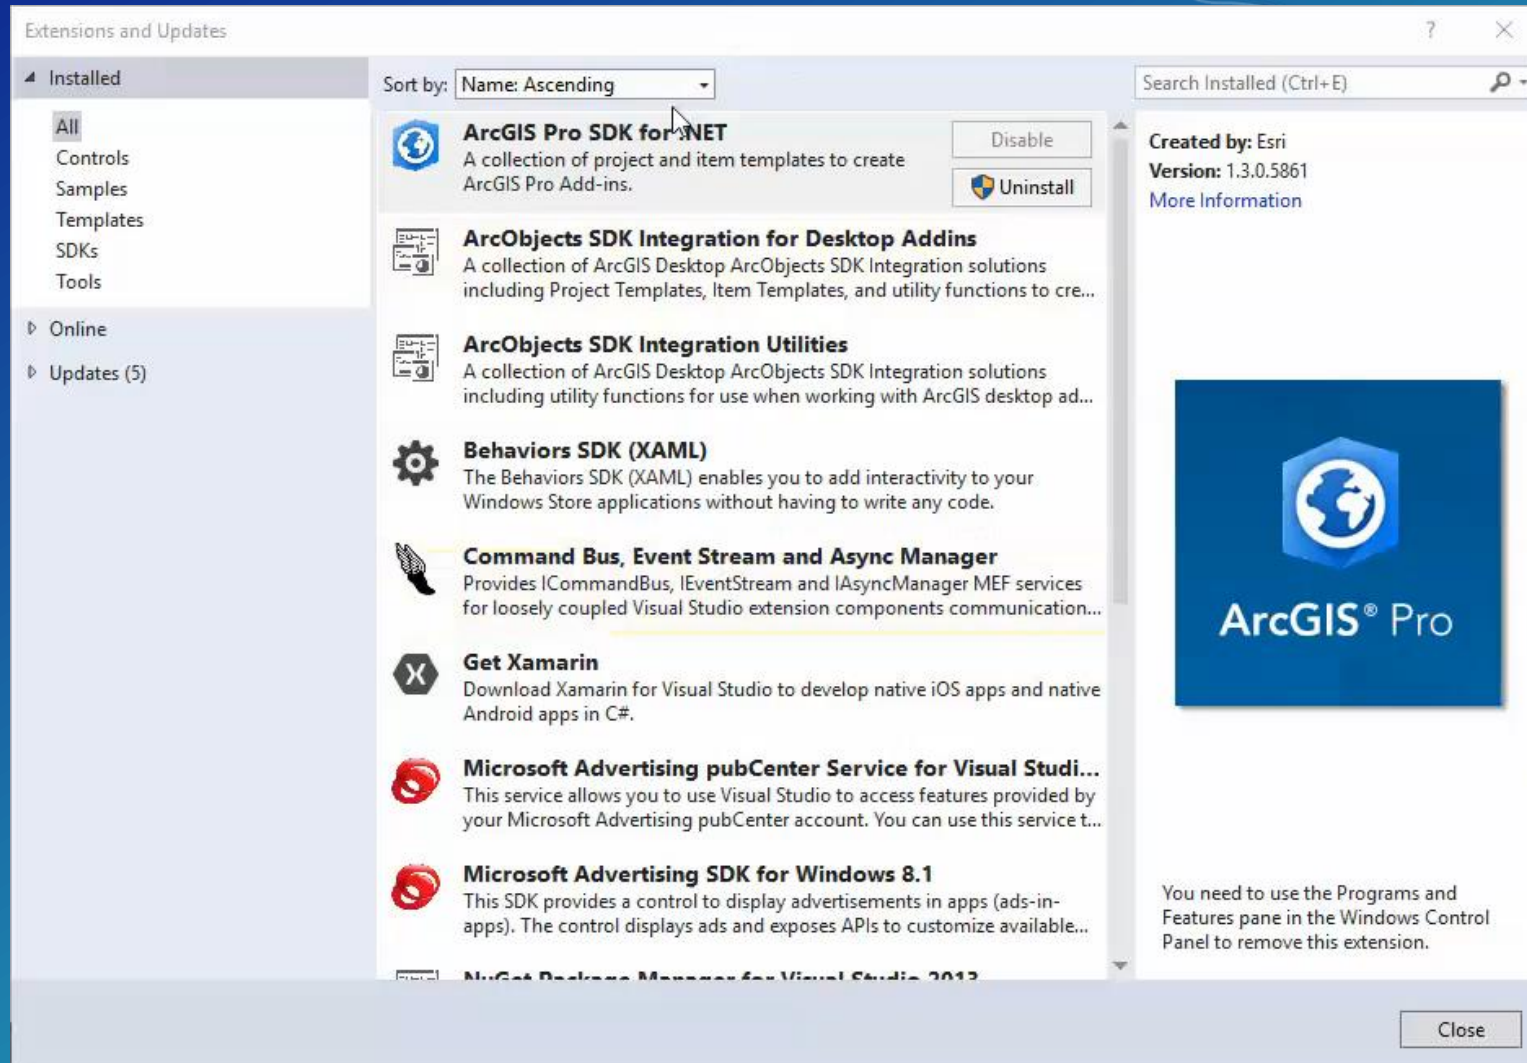 Extensions and Updates
?
Installed
All
Controls
Samples
Templates
SDKs
Tools
Online
Updates (5)
Sort by: Name: Ascending
ArcGIS Pro SDK for .NET
A collection of project and item templates to create
ArcGIS Pro Add-ins.
Disable
Uninstall
ArcObjects SDK Integration for Desktop Addins
A collection of ArcGIS Desktop ArcObjects SDK Integration solutions
including Project Templates, Item Templates, and utility functions to cre...
ArcObjects SDK Integration Utilities
A collection of ArcGIS Desktop ArcObjects SDK Integration solutions
including utility functions for use when working with ArcGIS desktop ad...
Behaviors SDK (XAML)
The Behaviors SDK (XAML) enables you to add interactivity to your
Windows Store applications without having to write any code.
Command Bus, Event Stream and Async Manager
Provides ICommandBus, IEventStream and IAsyncManager MEF services
for loosely coupled Visual Studio extension components communication...
Get Xamarin
Download Xamarin for Visual Studio to develop native iOS apps and native
Android apps in C#.
Microsoft Advertising pubCenter Service for Visual Studi...
This service allows you to use Visual Studio to access features provided by
your Microsoft Advertising pubCenter account. You can use this service t...
Microsoft Advertising SDK for Windows 8.1
This SDK provides a control to display advertisements in apps (ads-in-
apps). The control displays ads and exposes APIs to customize available...
NuGet Package Manager for Visual Studio 2013
Search Installed (Ctrl+E)
Created by: Esri
Version: 1.3.0.5861
More Information
ArcGIS® Pro
You need to use the Programs and
Features pane in the Windows Control
Panel to remove this extension.
Close